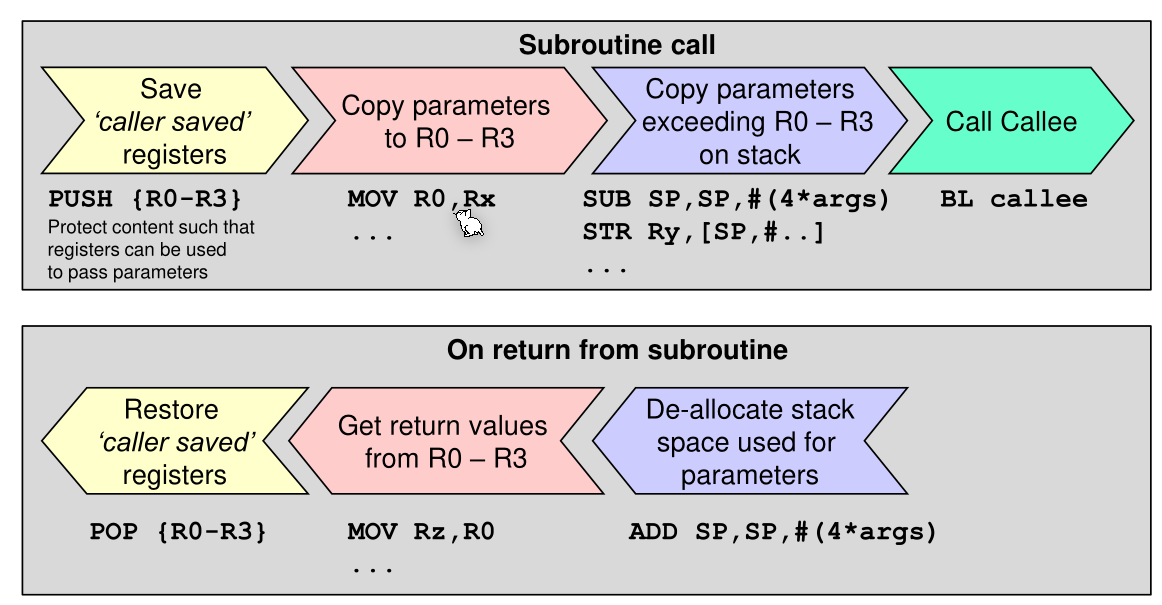 Subroutine call
Save
‘caller saved’
registers
Copy parameters
to R0 – R3
Copy parameters
exceeding R0 – R3
on stack
Call Callee
PUSH {R0-R3}
Protect content such that
registers can be used
to pass parameters
MOV R0,Rx
...
SUB SP,SP,#(4*args)
STR Ry,[SP,#..]
...
BL callee
On return from subroutine
Restore
‘caller saved’
registers
Get return values
from R0 – R3
De-allocate stack
space used for
parameters
POP {R0-R3}
MOV Rz,R0
...
ADD SP,SP,#(4*args)